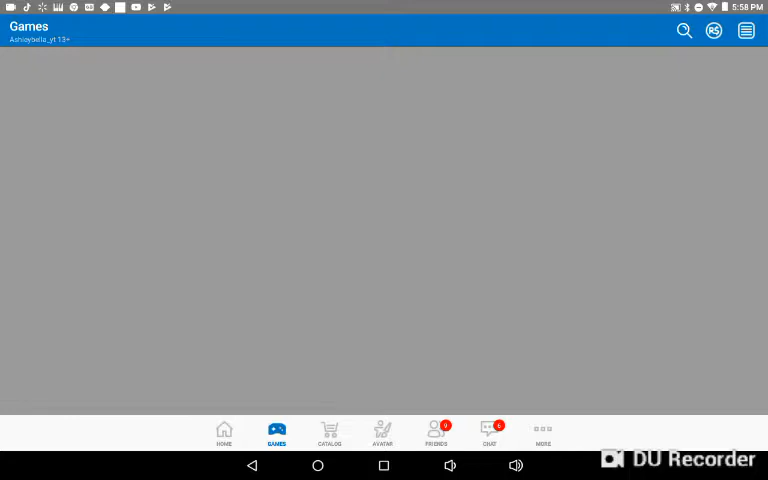 5:58 PM
Games
Ashleybella_yt 13+
R$
HOME
GAMES
CATALOG
AVATAR
9
FRIENDS
6
CHAT
MORE
DU Recorder